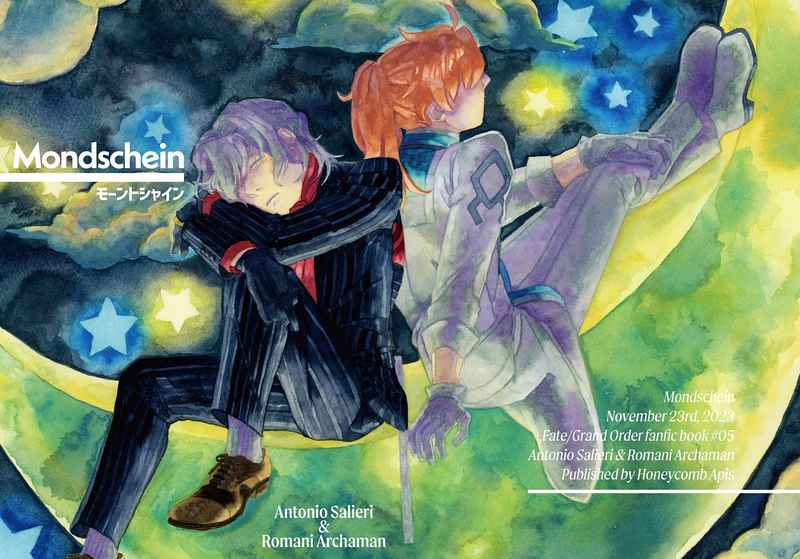 Mondschein
モーントシャイン
Mondschein
November 23rd, 2023
Fate/Grand Order fanfic book #05
Antonio Salieri & Romani Archaman
Published by Honeycomb Apis
Antonio Salieri
&
Romani Archaman